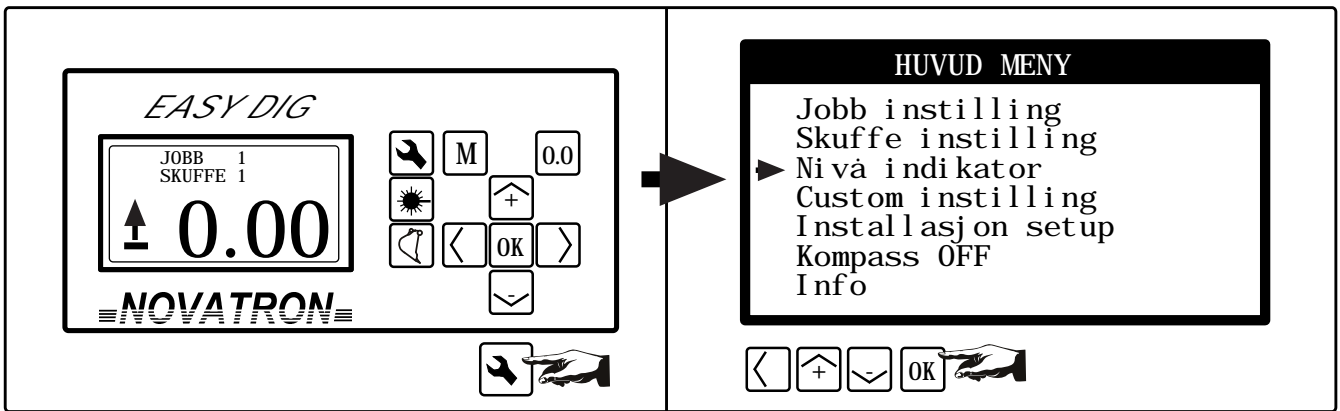 EASY DIG
JOBB 1
SKUFFE 1
0.00
M
0.0
+
OK
-
NOVATRON
HUVUD MENY
Jobb instilling
Skuffe instilling
Nivå indikator
Custom instilling
Installasjon setup
Kompass OFF
Info
+ - OK